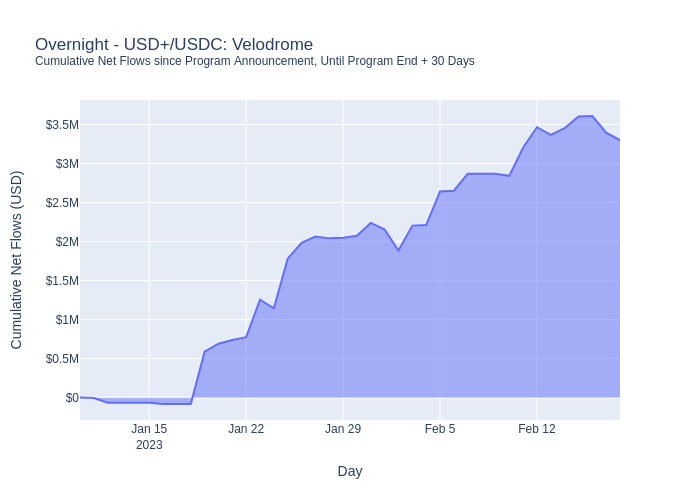 Overnight - USD+/USDC: Velodrome
Cumulative Net Flows since Program Announcement, Until Program End + 30 Days
Cumulative Net Flows (USD)
$3.5M
$3M
$2.5M
$2M
$1.5M
$1M
$0.5M
$0
Jan 15 Jan 22 Jan 29 Feb 5 Feb 12
2023
Day